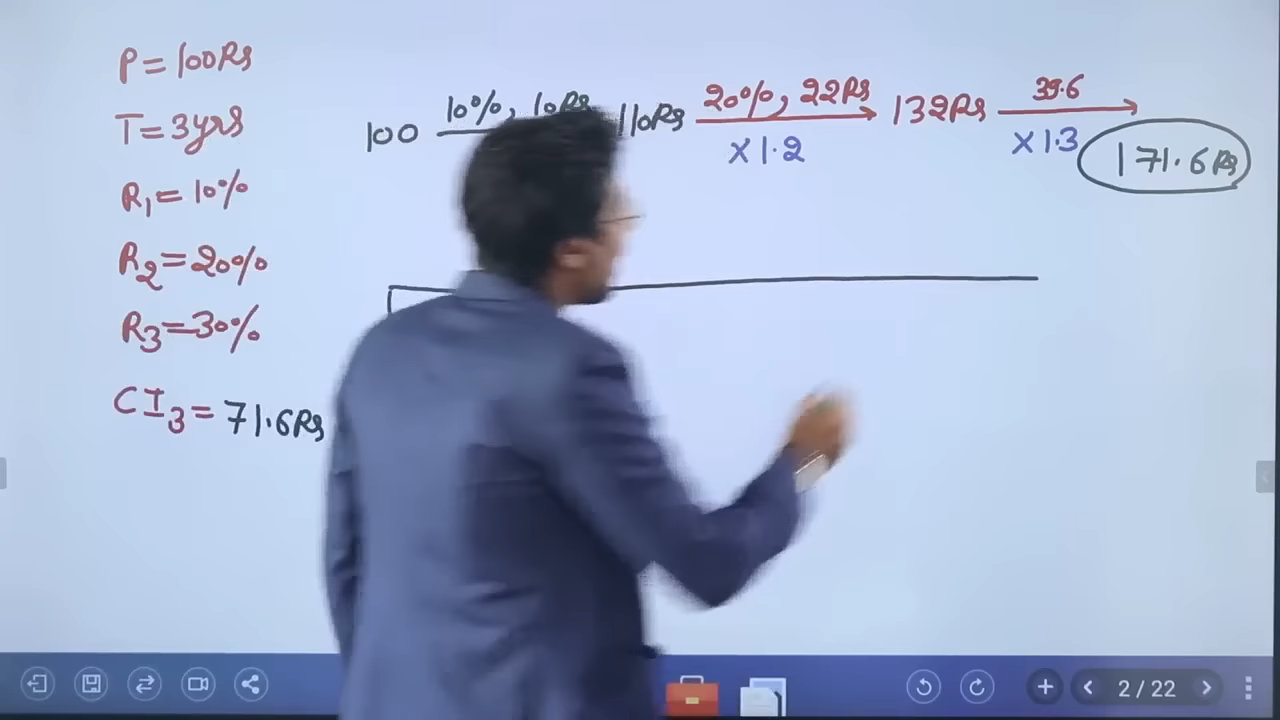 P = 100Rs
T = 3yrs
R1 = 10%
R2 = 20%
R3 = 30%
CI3 = 71.6Rs
100 10%, 10Rs 110Rs 20%, 22Rs 132Rs 39.6
X 1.2 X 1.3 171.6Rs
2 / 22